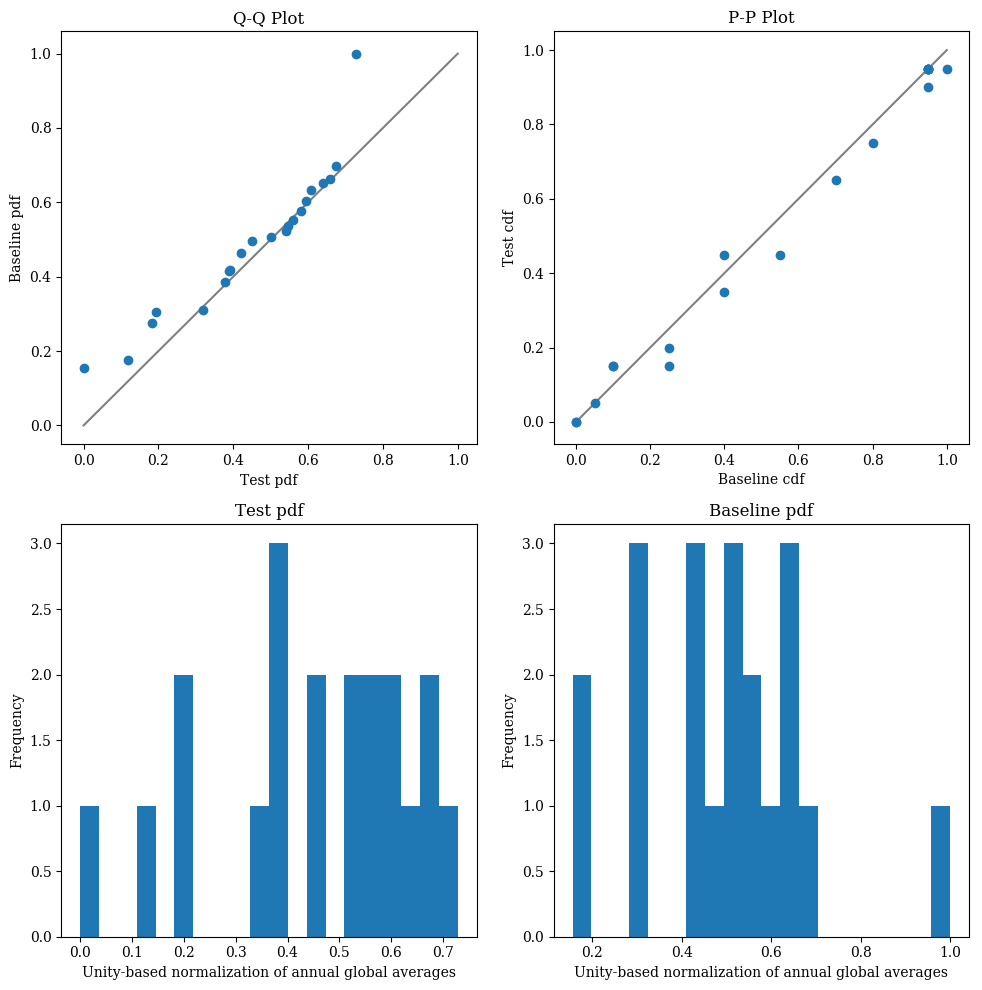 Q-Q Plot
1.0
0.8
0.6
0.4
0.2
0.0
Baseline pdf
0.0 0.2 0.4 0.6 0.8 1.0
Test pdf
P-P Plot
1.0
0.8
0.6
0.4
0.2
0.0
Test cdf
0.0 0.2 0.4 0.6 0.8 1.0
Baseline cdf
Test pdf
3.0
2.5
2.0
1.5
1.0
0.5
0.0
Frequency
0.0 0.1 0.2 0.3 0.4 0.5 0.6 0.7
Unity-based normalization of annual global averages
Baseline pdf
3.0
2.5
2.0
1.5
1.0
0.5
0.0
Frequency
0.2 0.4 0.6 0.8 1.0
Unity-based normalization of annual global averages